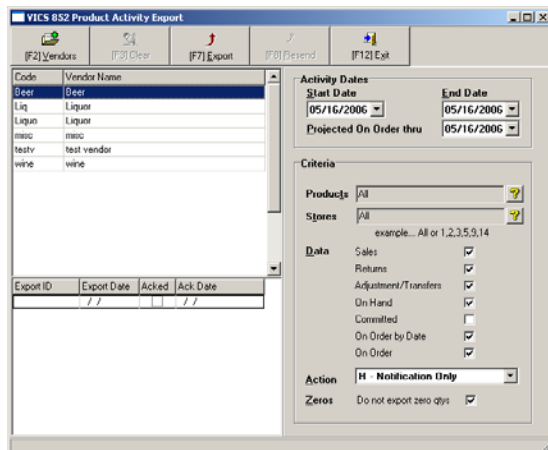 VICS 852 Product Activity Export
[F2] Vendors [F3] Clear [F7] Export [F8] Resend [F12] Exit
Code Vendor Name
Beer Beer
Liq Liquor
Liquo Liquor
misc misc
testv test vendor
wine wine
Export ID Export Date Acked Ack Date
/ / / /
Activity Dates
Start Date End Date
05/16/2006 05/16/2006
Projected On Order thru 05/16/2006
Criteria
Products All ?
Stores All ?
example... All or 1,2,3,5,9,14
Data Sales
Returns
Adjustment/Transfers
On Hand
Committed
On Order by Date
On Order
Action H - Notification Only
Zeros Do not export zero qtys